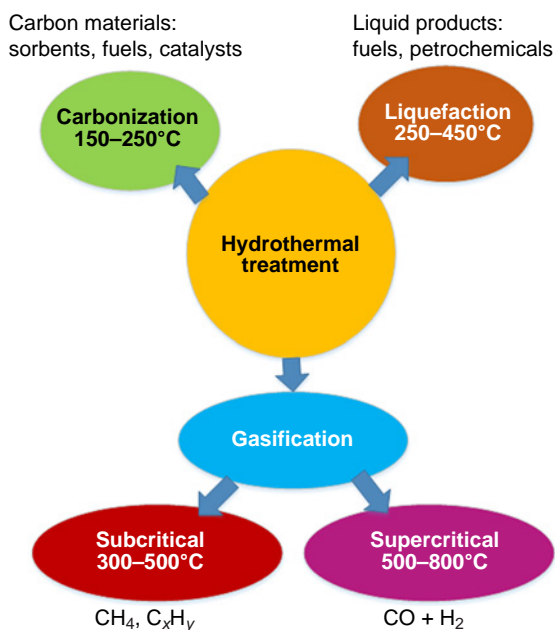 Carbon materials:
sorbents, fuels, catalysts
Liquid products:
fuels, petrochemicals
Carbonization
150–250°C
Liquefaction
250–450°C
Hydrothermal
treatment
Gasification
Subcritical
300–500°C
Supercritical
500–800°C
CH₄, CₓHᵧ
CO + H₂